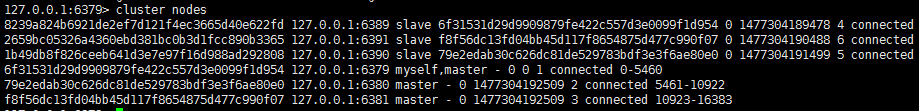 127.0.0.1:6379> cluster nodes
8239a824b6921de2ef7d121f4ec3665d40e622fd 127.0.0.1:6389 slave 6f31531d29d9909879fe422c557d3e0099f1d954 0 1477304189478 4 connected
2659bc05326a4360ebd381bc0b3d1fcc890b3365 127.0.0.1:6391 slave f8f56dc13fd04bb45d117f8654875d477c990f07 0 1477304190488 6 connected
1b49db8f826ceeb641d3e7e97f16d988ad292808 127.0.0.1:6390 slave 79e2edab30c626dc81de529783bdf3e3f6ae80e0 0 1477304191499 5 connected
6f31531d29d9909879fe422c557d3e0099f1d954 127.0.0.1:6379 myself,master - 0 0 1 connected 0-5460
79e2edab30c626dc81de529783bdf3e3f6ae80e0 127.0.0.1:6380 master - 0 1477304192509 2 connected 5461-10922
f8f56dc13fd04bb45d117f8654875d477c990f07 127.0.0.1:6381 master - 0 1477304192509 3 connected 10923-16383